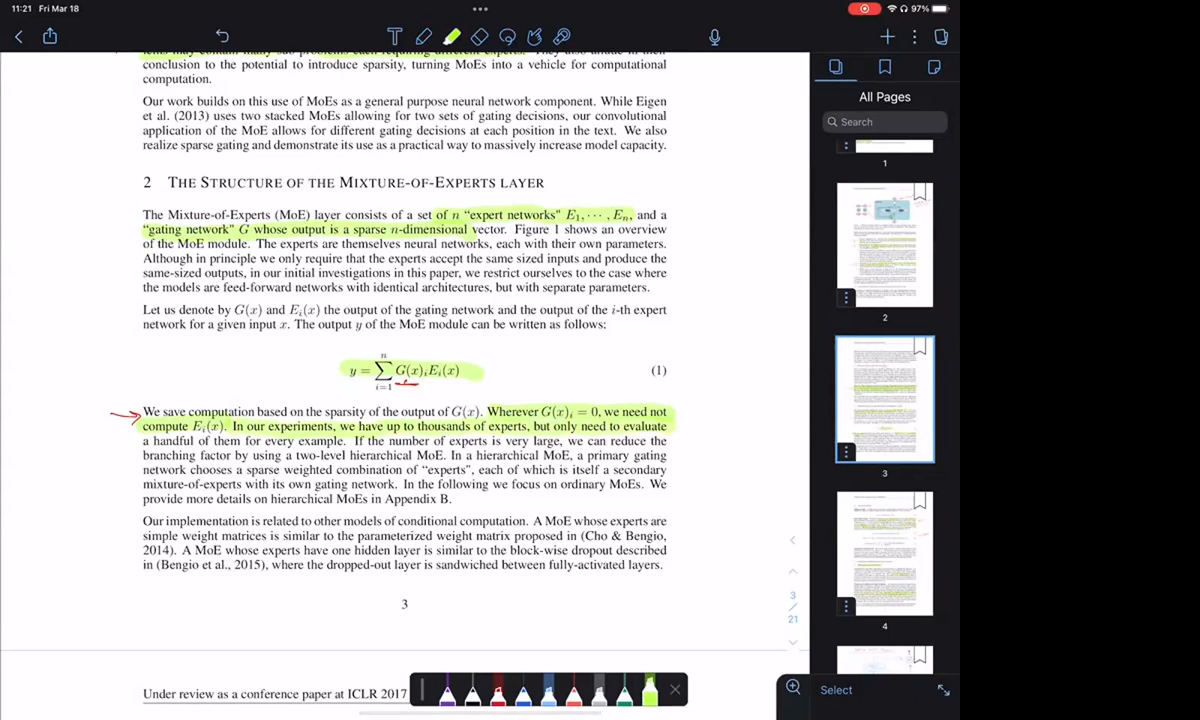 11:21 Fri Mar 18
97%
conclusion to the potential to introduce sparsity, turning MoEs into a vehicle for computational
computation.
Our work builds on this use of MoEs as a general purpose neural network component. While Eigen
et al. (2013) uses two stacked MoEs allowing for two sets of gating decisions, our convolutional
application of the MoE allows for different gating decisions at each position in the text. We also
realize sparse gating and demonstrate its use as a practical way to massively increase model capacity.
2 THE STRUCTURE OF THE MIXTURE-OF-EXPERTS LAYER
The Mixture-of-Experts (MoE) layer consists of a set of n “expert networks” E₁, ⋯ , Eₙ, and a
“gating network” G whose output is a sparse n-dimensional vector. Figure 1 shows an overview
of the MoE module. The experts are themselves neural networks, each with their own parameters.
Although in principle we only require that the experts accept the same sized inputs and produce the
same-sized outputs, in our initial investigations in this paper, we restrict ourselves to the case where
the models are feed-forward networks with identical architectures, but with separate parameters.
Let us denote by G(x) and Eᵢ(x) the output of the gating network and the output of the i-th expert
network for a given input x. The output y of the MoE module can be written as follows:
n
y = ∑ G(x)ᵢEᵢ(x) (1)
i=1
We save computation based on the sparsity of the output of G(x). Wherever G(x)ᵢ = 0, we need not
compute Eᵢ(x). In our experiments, we have up to thousands of experts, but only need to evaluate
a handful of them for every example. If the number of experts is very large, we can reduce the
branching factor by using a two-level hierarchical MoE. In a hierarchical MoE, a primary gating
network chooses a sparse weighted combination of “experts”, each of which is itself a secondary
mixture-of-experts with its own gating network. In the following we focus on ordinary MoEs. We
provide more details on hierarchical MoEs in Appendix B.
Our implementation is related to other models of conditional computation. A MoE whose experts are
simple weight matrices is similar to the parameterized weight matrix proposed in (Cho & Bengio,
2014). A MoE whose experts have one hidden layer is similar to the block-wise dropout described
in (Bengio et al., 2015), where the dropped-out layer is sandwiched between fully-activated layers.
3
Under review as a conference paper at ICLR 2017
3
/
21
All Pages
Search
1
2
3
4
Select